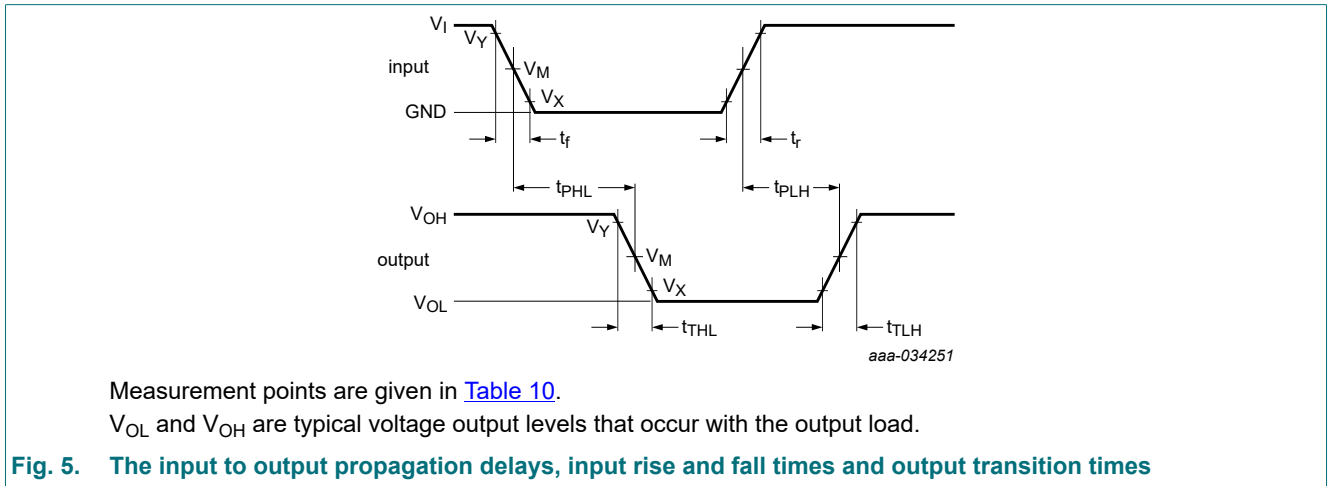 VI
VY
input
VM
VX
GND
tf
tr
tPHL
tPLH
VOH
VY
output
VM
VX
VOL
tTHL
tTLH
aaa-034251
Measurement points are given in Table 10.
VOL and VOH are typical voltage output levels that occur with the output load.
Fig. 5. The input to output propagation delays, input rise and fall times and output transition times